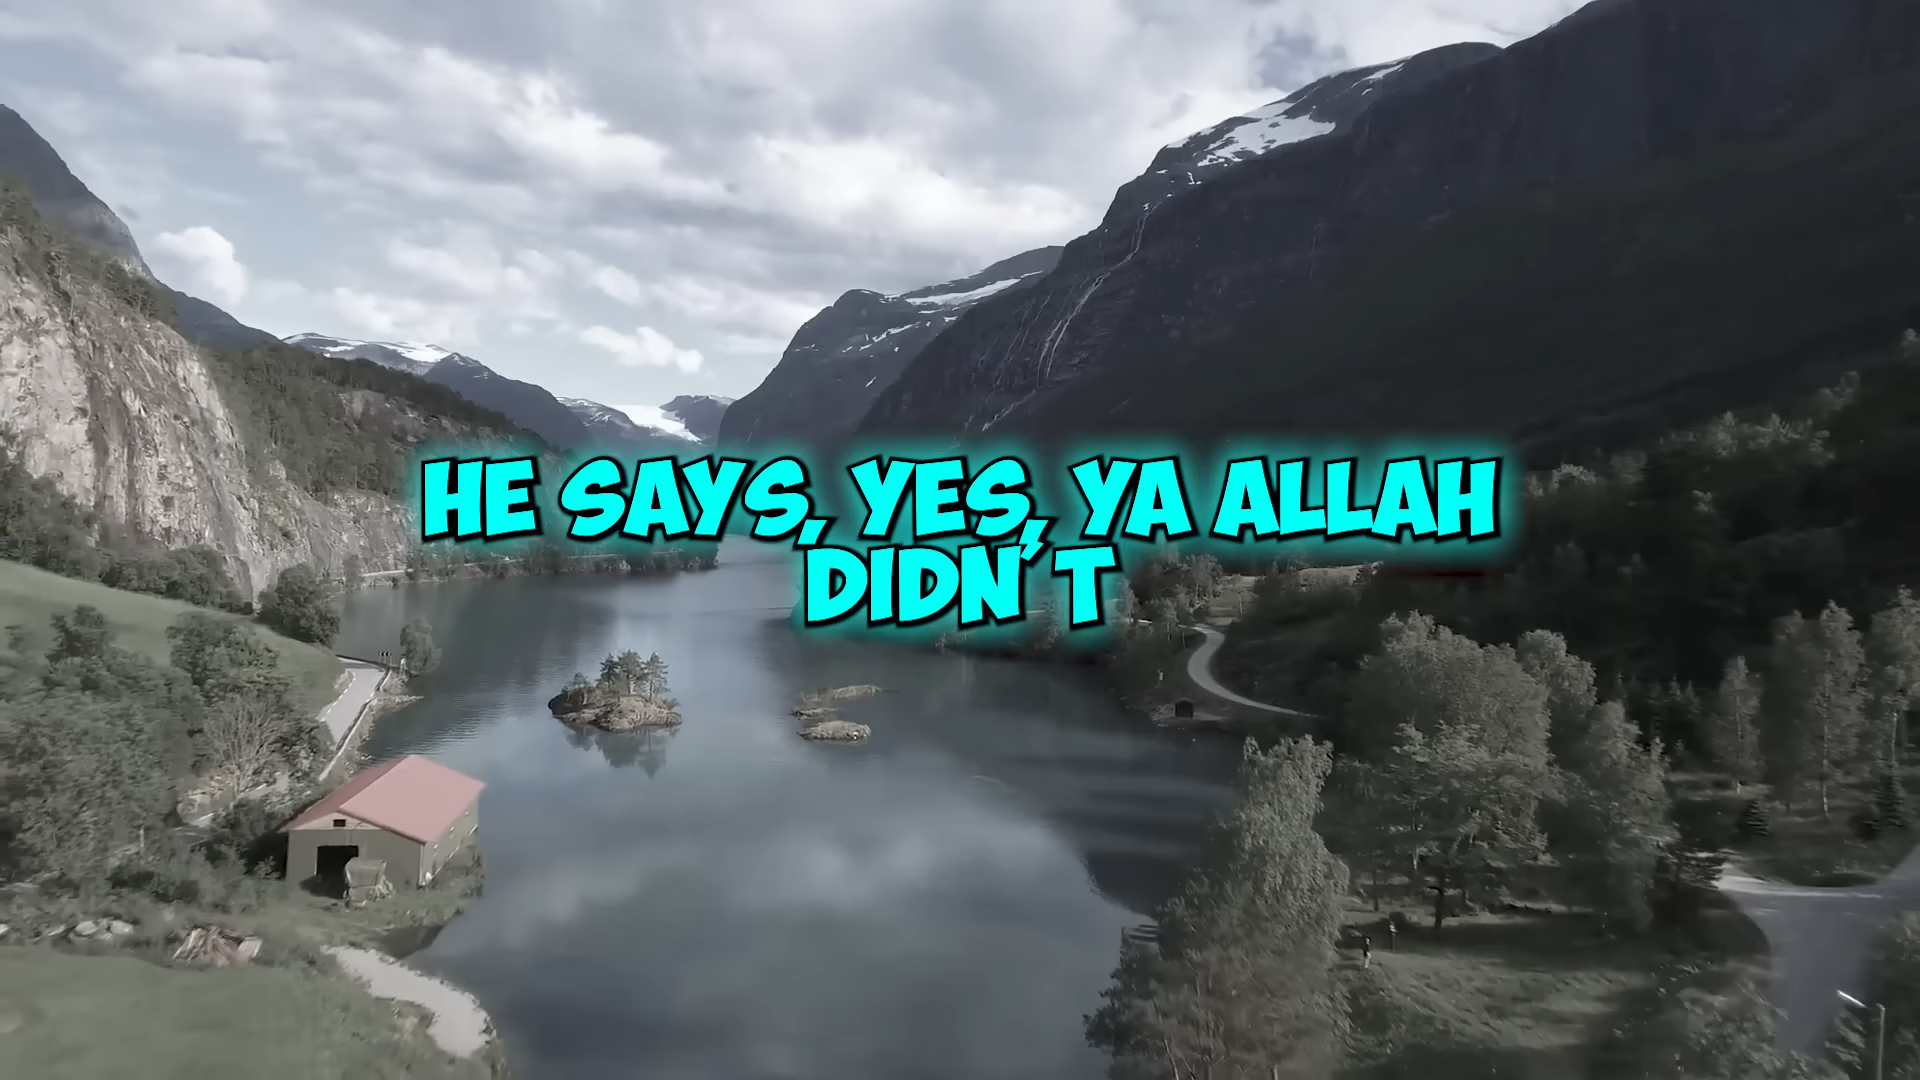 HE SAYS, YES, YA ALLAH
DIDN'T